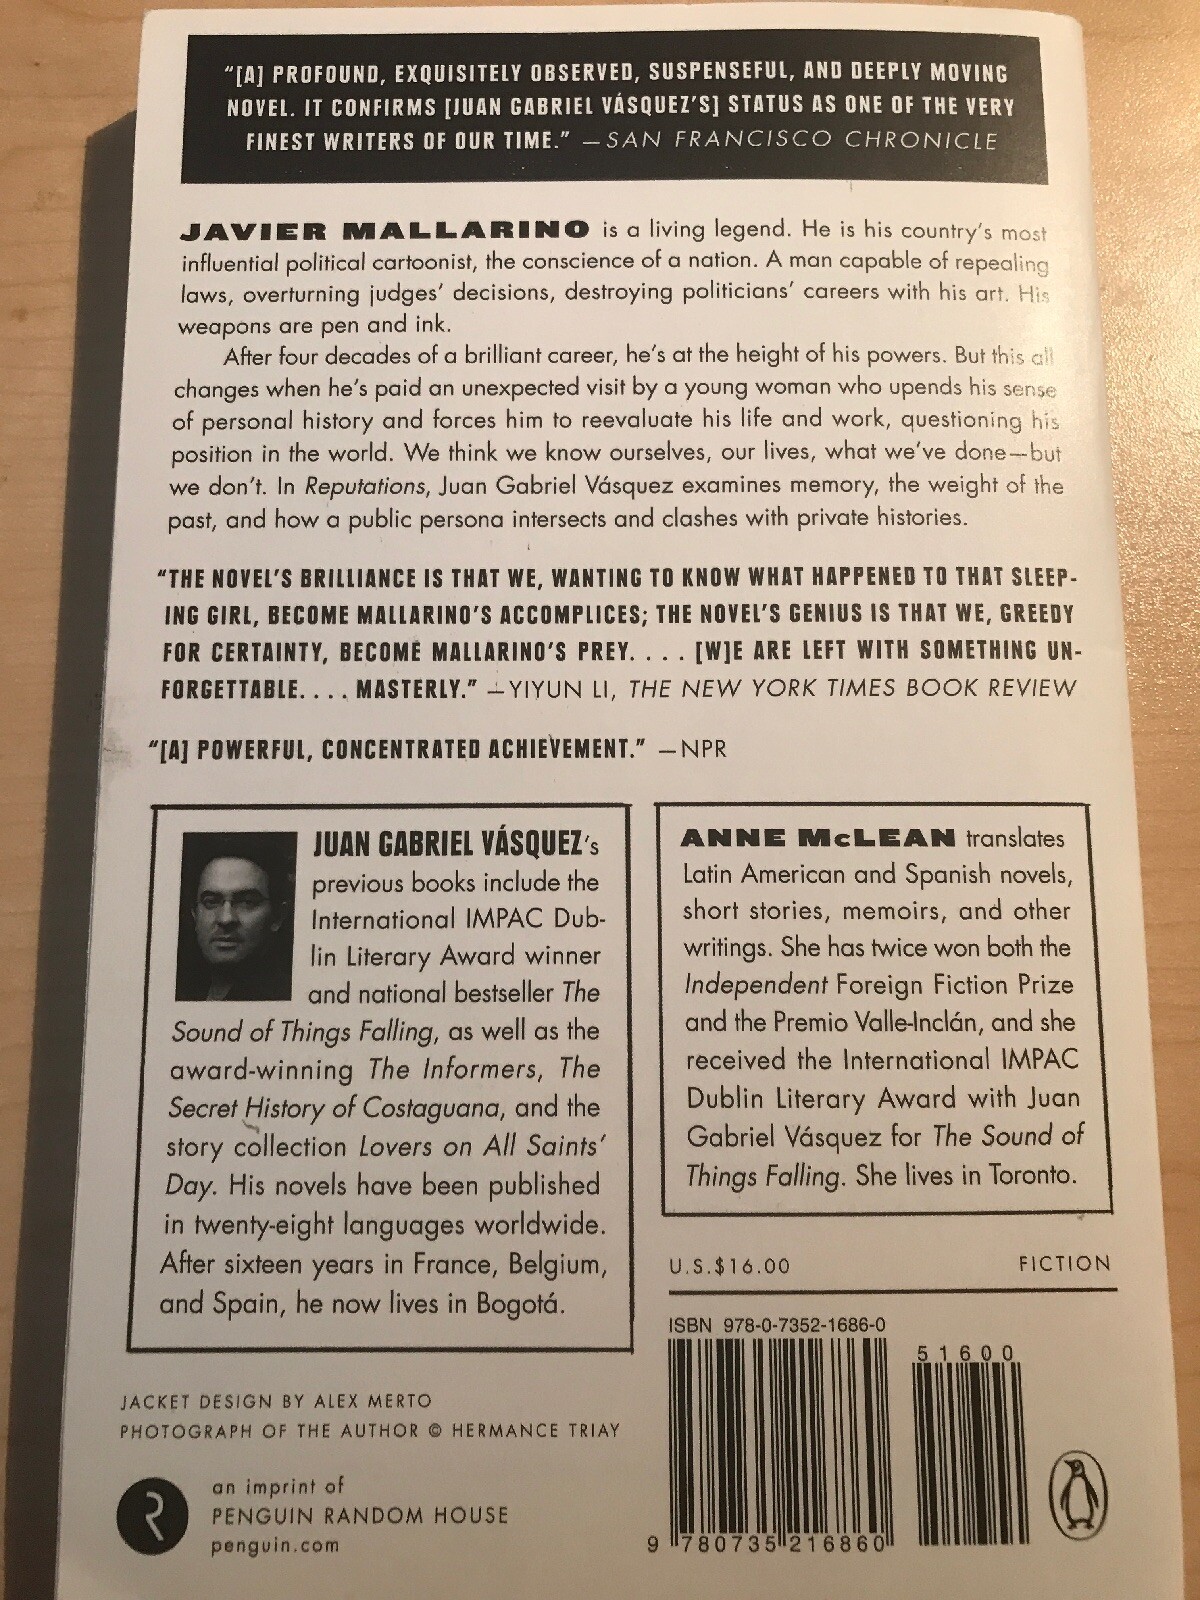 “[A] PROFOUND, EXQUISITELY OBSERVED, SUSPENSEFUL, AND DEEPLY MOVING
NOVEL. IT CONFIRMS [JUAN GABRIEL VÁSQUEZ’S] STATUS AS ONE OF THE VERY
FINEST WRITERS OF OUR TIME.” —SAN FRANCISCO CHRONICLE
JAVIER MALLARINO is a living legend. He is his country’s most
influential political cartoonist, the conscience of a nation. A man capable of repealing
laws, overturning judges’ decisions, destroying politicians’ careers with his art. His
weapons are pen and ink.
After four decades of a brilliant career, he’s at the height of his powers. But this all
changes when he’s paid an unexpected visit by a young woman who upends his sense
of personal history and forces him to reevaluate his life and work, questioning his
position in the world. We think we know ourselves, our lives, what we’ve done—but
we don’t. In Reputations, Juan Gabriel Vásquez examines memory, the weight of the
past, and how a public persona intersects and clashes with private histories.
“THE NOVEL’S BRILLIANCE IS THAT WE, WANTING TO KNOW WHAT HAPPENED TO THAT SLEEP-
ING GIRL, BECOME MALLARINO’S ACCOMPLICES; THE NOVEL’S GENIUS IS THAT WE, GREEDY
FOR CERTAINTY, BECOME MALLARINO’S PREY. . . . [W]E ARE LEFT WITH SOMETHING UN-
FORGETTABLE. . . . MASTERLY.” —YIYUN LI, THE NEW YORK TIMES BOOK REVIEW
“[A] POWERFUL, CONCENTRATED ACHIEVEMENT.” —NPR
JUAN GABRIEL VÁSQUEZ’s
previous books include the
International IMPAC Dub-
lin Literary Award winner
and national bestseller The
Sound of Things Falling, as well as the
award-winning The Informers, The
Secret History of Costaguana, and the
story collection Lovers on All Saints’
Day. His novels have been published
in twenty-eight languages worldwide.
After sixteen years in France, Belgium,
and Spain, he now lives in Bogotá.
ANNE McLEAN translates
Latin American and Spanish novels,
short stories, memoirs, and other
writings. She has twice won both the
Independent Foreign Fiction Prize
and the Premio Valle-Inclán, and she
received the International IMPAC
Dublin Literary Award with Juan
Gabriel Vásquez for The Sound of
Things Falling. She lives in Toronto.
U.S.$16.00 FICTION
ISBN 978-0-7352-1686-0
51600
9 780735 216860
JACKET DESIGN BY ALEX MERTO
PHOTOGRAPH OF THE AUTHOR © HERMANCE TRIAY
R
an imprint of
PENGUIN RANDOM HOUSE
penguin.com